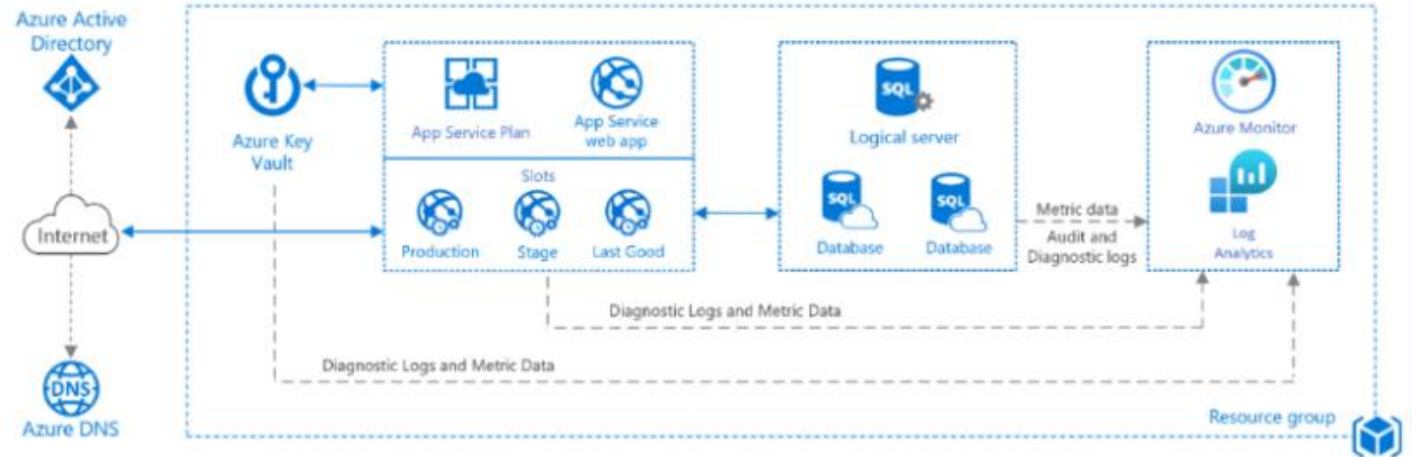 Azure Active
Directory
Azure Key
Vault
App Service Plan
App Service
web app
Slots
Production
Stage
Last Good
SQL
Logical server
SQL
Database
SQL
Database
Metric data
Audit and
Diagnostic logs
Azure Monitor
Log
Analytics
Internet
Diagnostic Logs and Metric Data
Diagnostic Logs and Metric Data
DNS
Azure DNS
Resource group